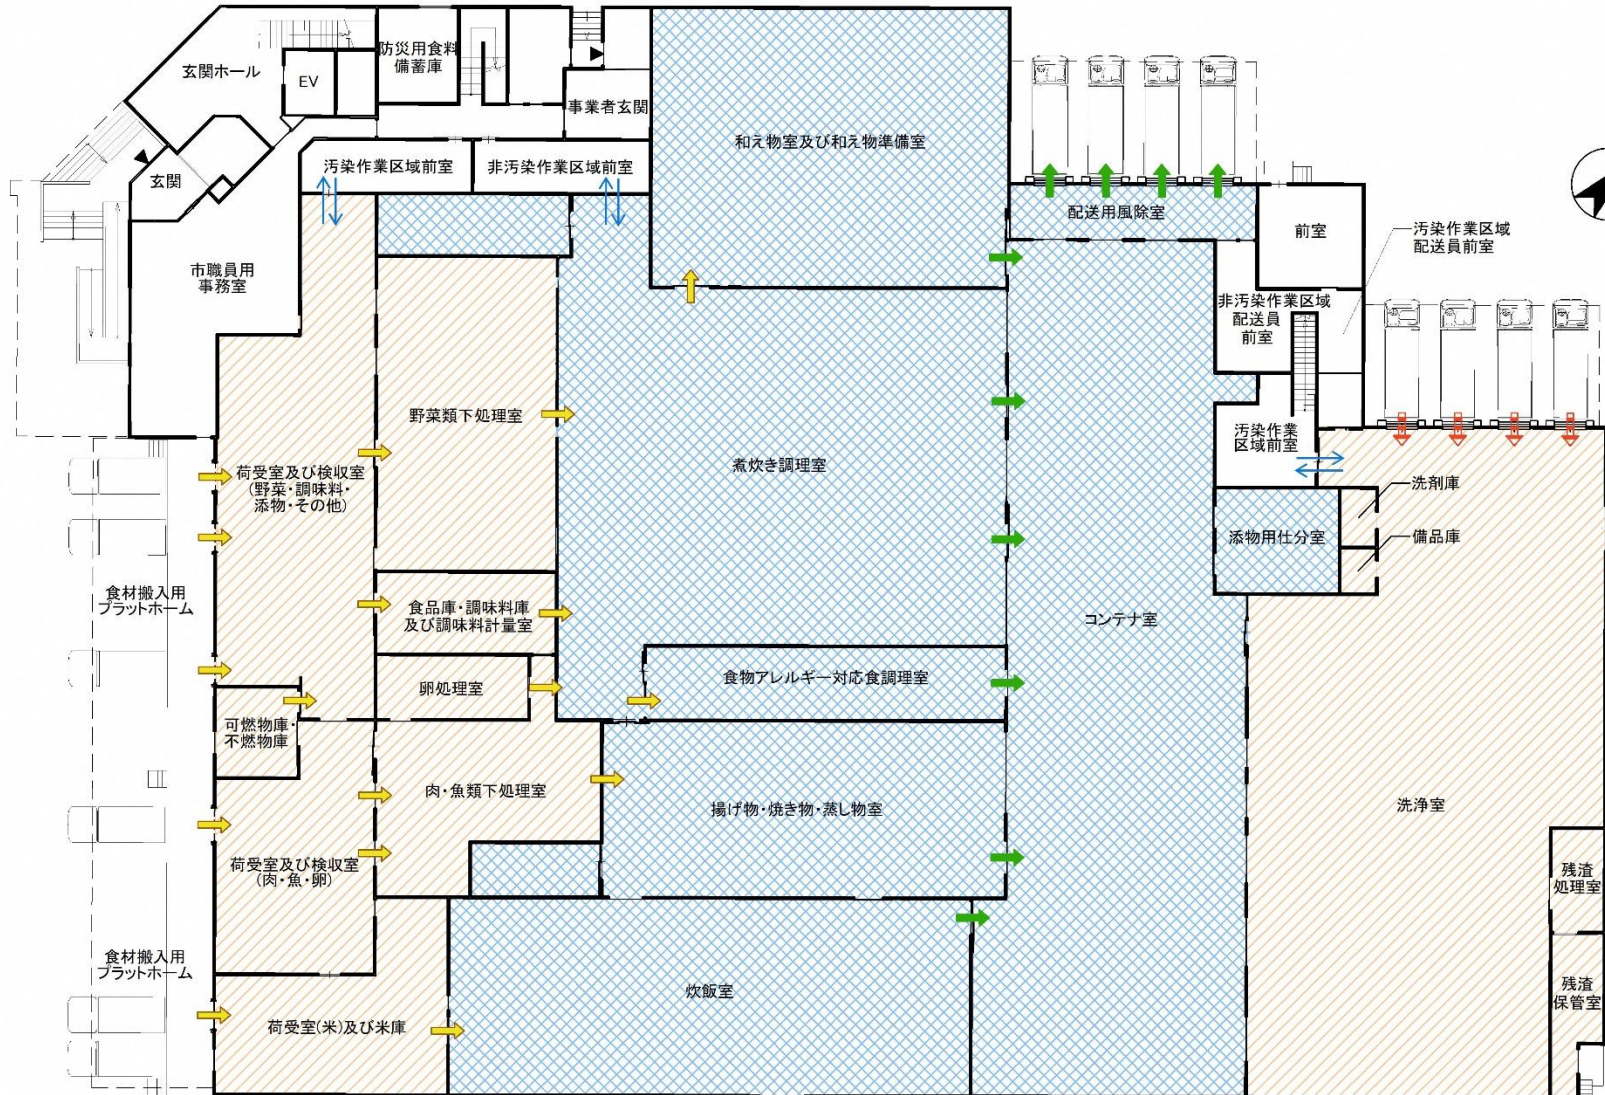 防災用食料
備蓄庫
玄関ホール
EV
事業者玄関
和え物室及び和え物準備室
汚染作業区域前室
非汚染作業区域前室
玄関
配送用風除室
前室
汚染作業区域
配送員前室
市職員用
事務室
非汚染作業区域
配送員
前室
野菜類下処理室
煮炊き調理室
汚染作業
区域前室
荷受室及び検収室
(野菜・調味料・
添物・その他)
洗剤庫
添物用仕分室
備品庫
食材搬入用
プラットホーム
食品庫・調味料庫
及び調味料計量室
コンテナ室
卵処理室
食物アレルギー対応食調理室
可燃物庫・
不燃物庫
肉・魚類下処理室
揚げ物・焼き物・蒸し物室
洗浄室
荷受室及び検収室
(肉・魚・卵)
残渣
処理室
食材搬入用
プラットホーム
炊飯室
残渣
保管室
荷受室(米)及び米庫